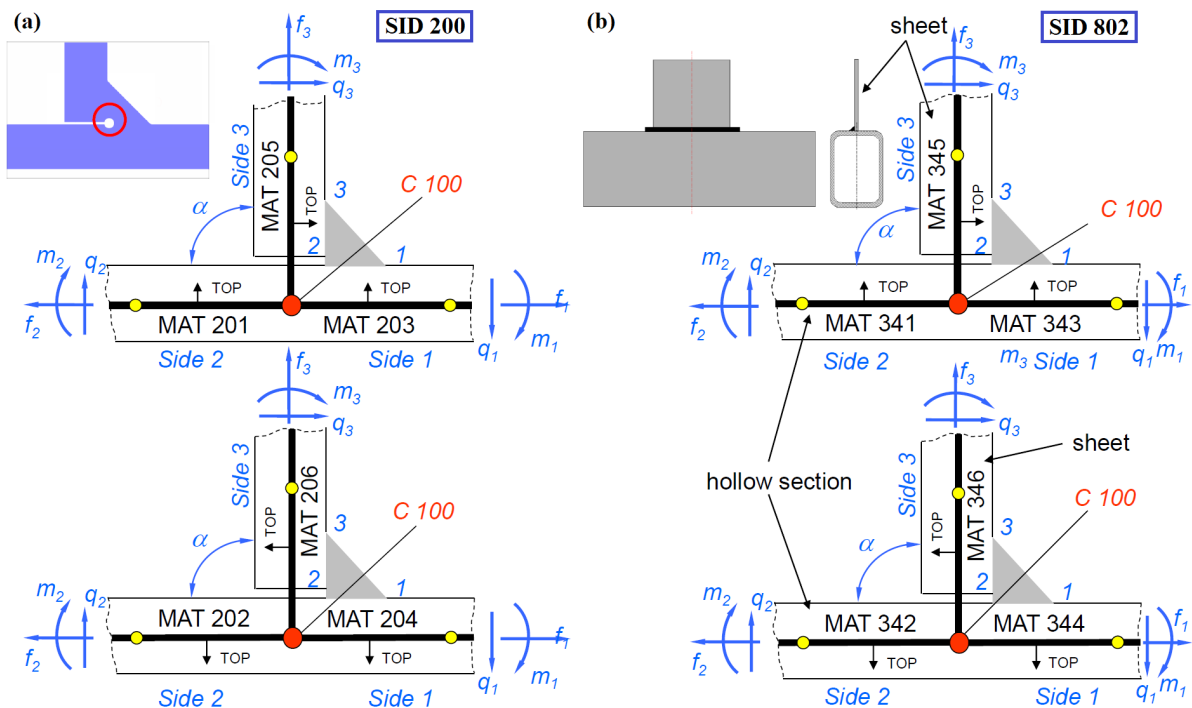 (a)
SID 200
f3
m3
q3
Side 3
MAT 205
TOP
3
C 100
α
2
1
m2
q2
f2
TOP
TOP
f1
MAT 201
MAT 203
q1
m1
Side 2
Side 1
f3
m3
q3
Side 3
MAT 206
TOP
3
C 100
α
2
1
m2
q2
f2
MAT 202
MAT 204
f1
TOP
TOP
q1
m1
Side 2
Side 1
(b)
sheet
SID 802
f3
m3
q3
Side 3
MAT 345
TOP
3
C 100
α
2
1
m2
q2
f2
TOP
TOP
f1
MAT 341
MAT 343
q1
m1
Side 2
m3
Side 1
f3
m3
q3
sheet
hollow section
Side 3
MAT 346
TOP
3
C 100
α
2
1
m2
q2
f2
MAT 342
MAT 344
f1
TOP
TOP
q1
m1
Side 2
Side 1